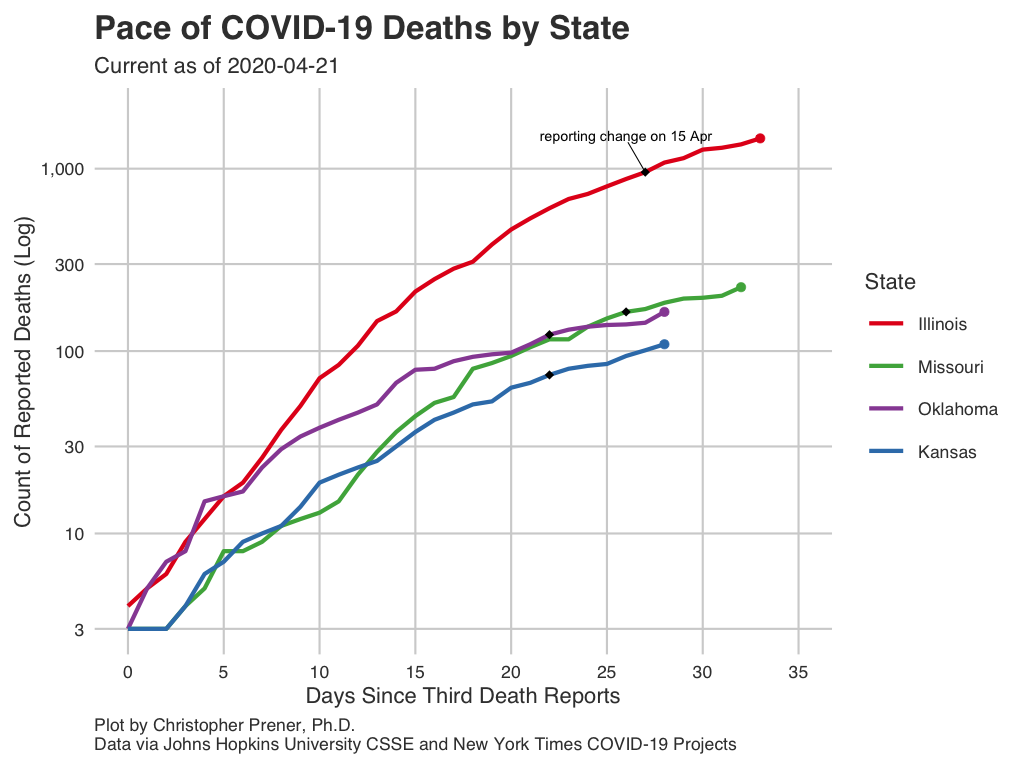 Pace of COVID-19 Deaths by State
Current as of 2020-04-21
reporting change on 15 Apr
Count of Reported Deaths (Log)
1,000
300
100
30
10
3
0 5 10 15 20 25 30 35
Days Since Third Death Reports
State
Illinois
Missouri
Oklahoma
Kansas
Plot by Christopher Prener, Ph.D.
Data via Johns Hopkins University CSSE and New York Times COVID-19 Projects